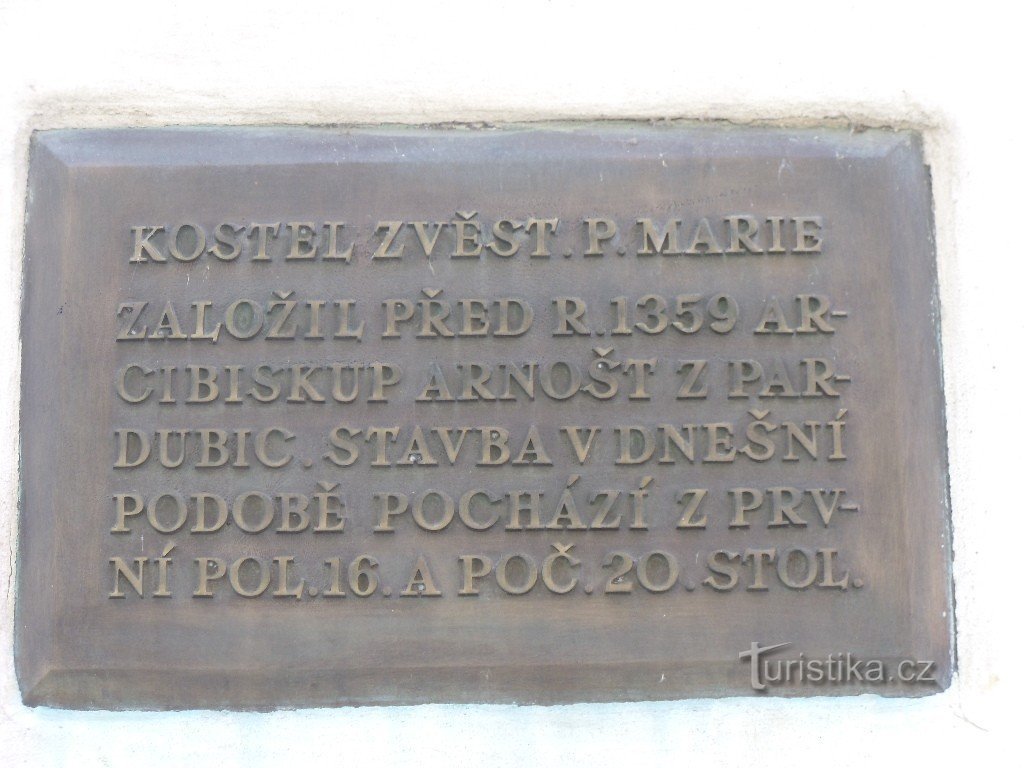 KOSTEL ZVĚST. P. MARIE
ZALOŽIL PŘED R. 1359 AR-
CIBISKUP ARNOŠT Z PAR-
DUBIC. STAVBA V DNEŠNÍ
PODOBĚ POCHÁZÍ Z PRV-
NÍ POL. 16. A POČ. 20. STOL.
Turistika.cz